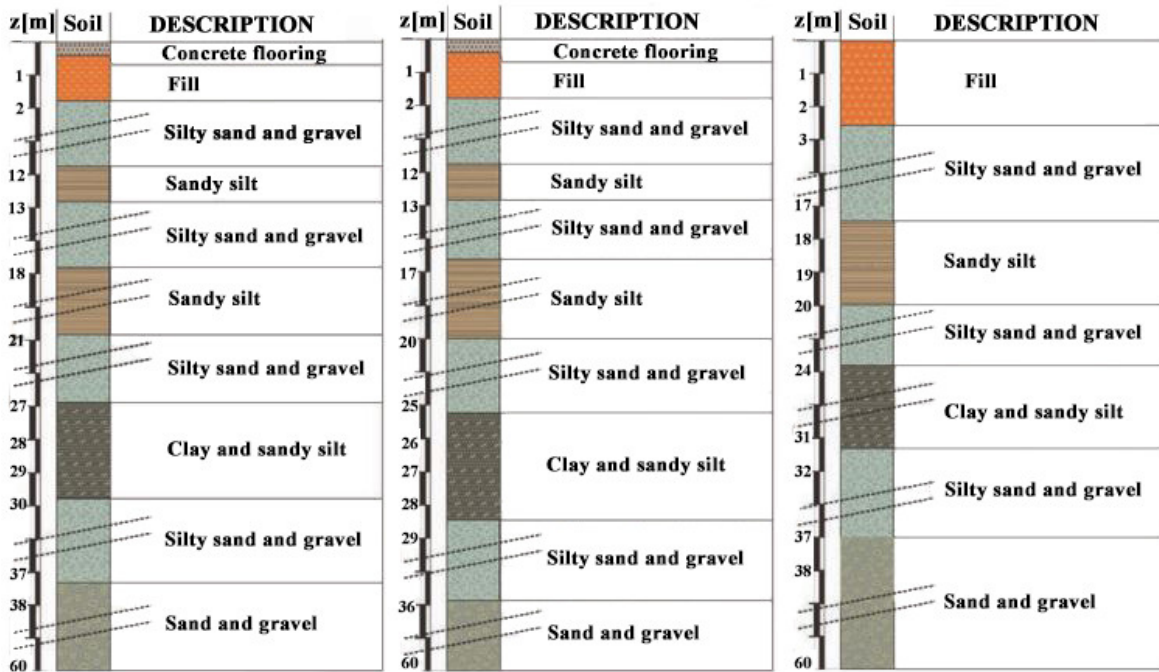 z[m] Soil DESCRIPTION
Concrete flooring
1
Fill
2
Silty sand and gravel
12
Sandy silt
13
Silty sand and gravel
18
Sandy silt
21
Silty sand and gravel
27
28
Clay and sandy silt
29
30
Silty sand and gravel
37
38
Sand and gravel
60
z[m] Soil DESCRIPTION
Concrete flooring
1
Fill
2
Silty sand and gravel
12
Sandy silt
13
Silty sand and gravel
17
Sandy silt
20
Silty sand and gravel
25
26
Clay and sandy silt
27
28
29
Silty sand and gravel
36
Sand and gravel
60
z[m] Soil DESCRIPTION
1
Fill
2
3
Silty sand and gravel
17
18
Sandy silt
19
20
Silty sand and gravel
24
Clay and sandy silt
31
32
Silty sand and gravel
37
38
Sand and gravel
60